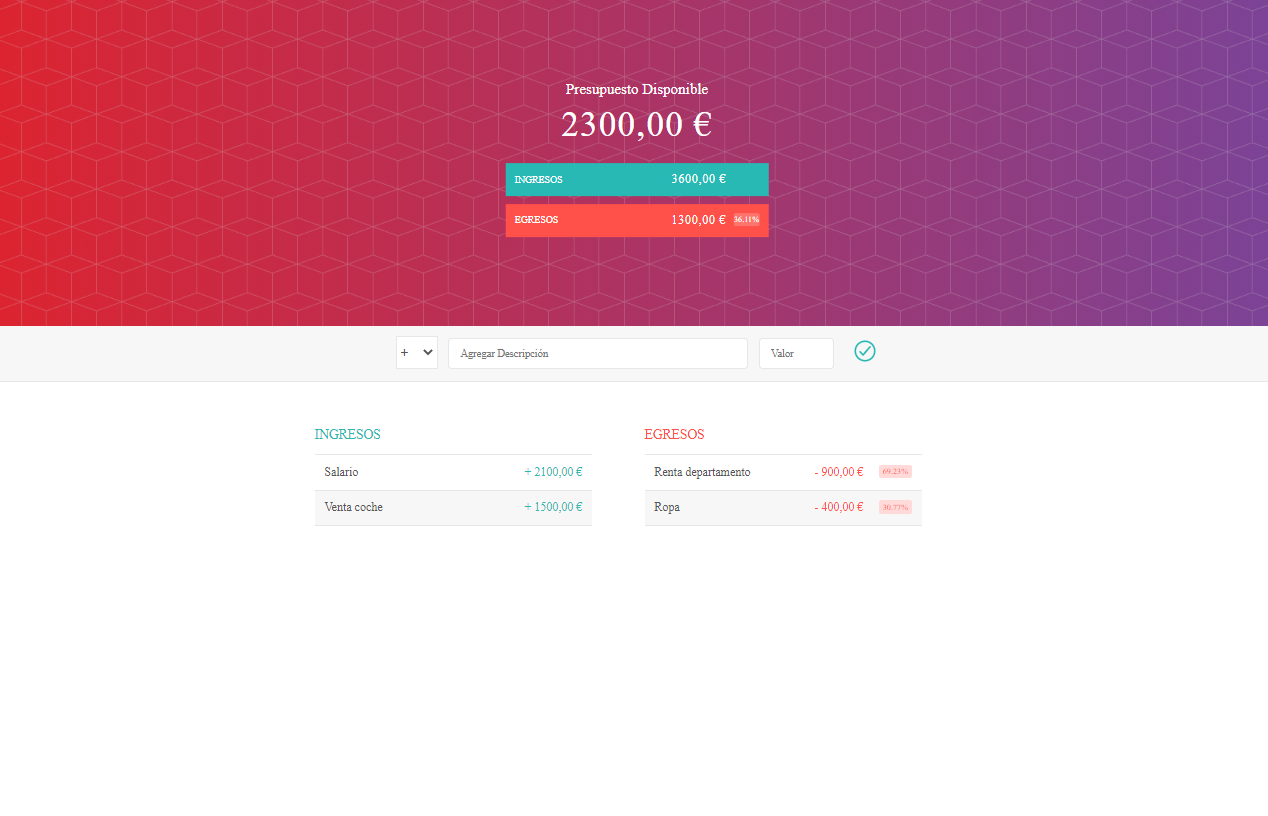 Presupuesto Disponible
2300,00 €
INGRESOS 3600,00 €
EGRESOS 1300,00 € 36.11%
+ Agregar Descripción Valor
INGRESOS EGRESOS
Salario + 2100,00 € Renta departamento - 900,00 € 69.23%
Venta coche + 1500,00 € Ropa - 400,00 € 30.77%